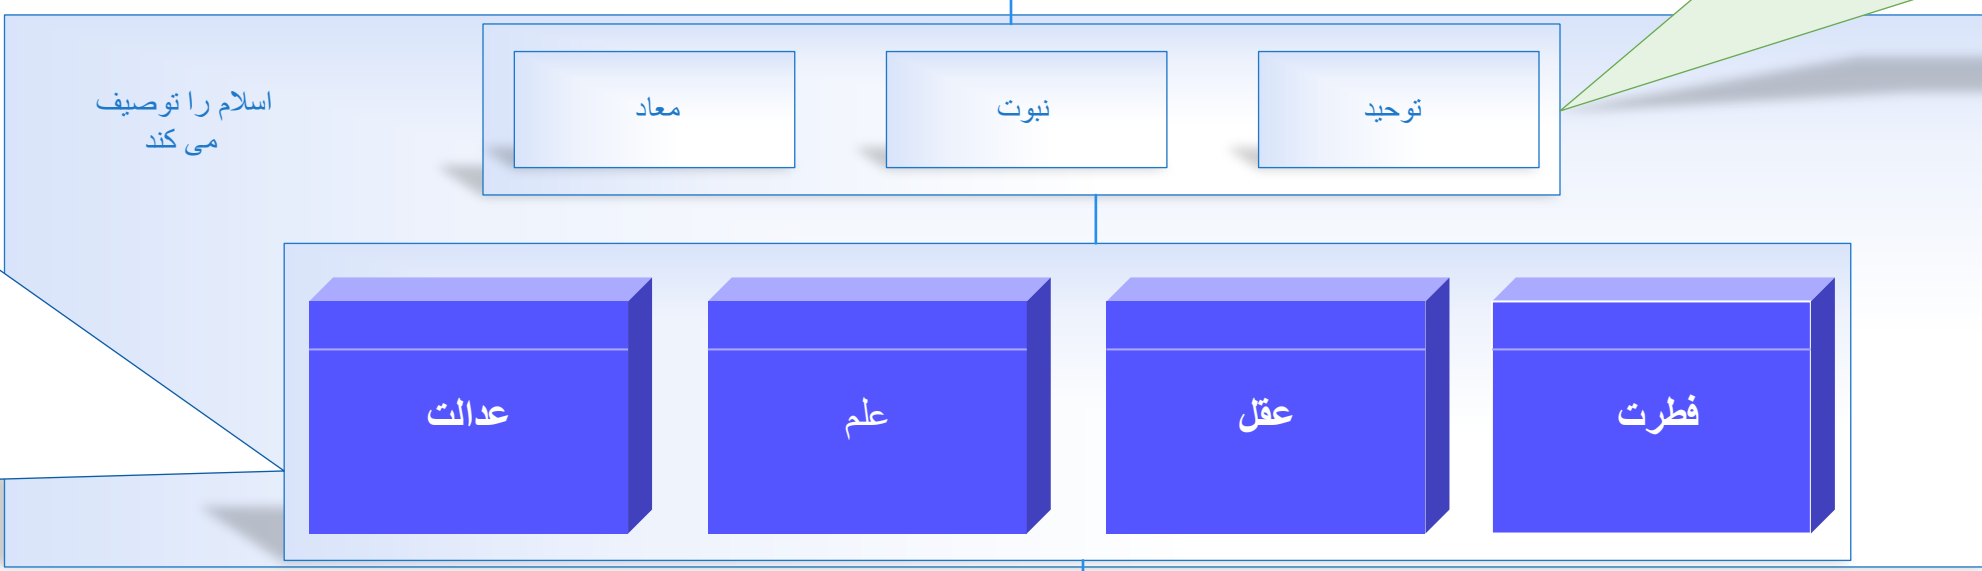 توحید
نبوت
معاد
اسلام را توصیف
می کند
فطرت
عقل
علم
عدالت